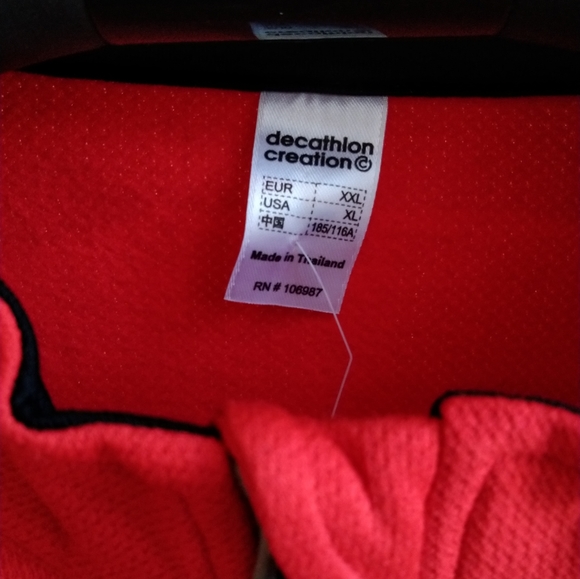 decathlon
creation©
EUR XXL
USA XL
中国 185/116A
Made in Thailand
RN # 106987